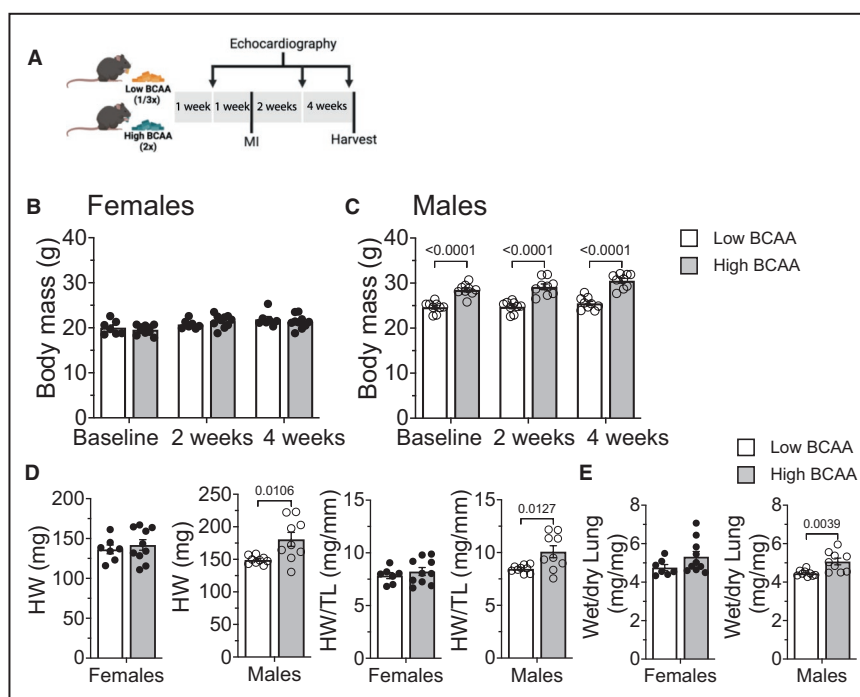 A
Echocardiography
Low BCAA
(1/3x)
High BCAA
(2x)
1 week
1 week
2 weeks
4 weeks
MI
Harvest
B
Females
Body mass (g)
40
30
20
10
0
Baseline
2 weeks
4 weeks
C
Males
Body mass (g)
40
30
20
10
0
<0.0001
<0.0001
<0.0001
Baseline
2 weeks
4 weeks
Low BCAA
High BCAA
Low BCAA
High BCAA
D
HW (mg)
200
150
100
50
0
Females
HW (mg)
250
200
150
100
50
0
0.0106
Males
HW/TL (mg/mm)
15
10
5
0
Females
HW/TL (mg/mm)
15
10
5
0
0.0127
Males
E
Wet/dry Lung
(mg/mg)
8
6
4
2
0
Females
Wet/dry Lung
(mg/mg)
8
6
4
2
0
0.0039
Males